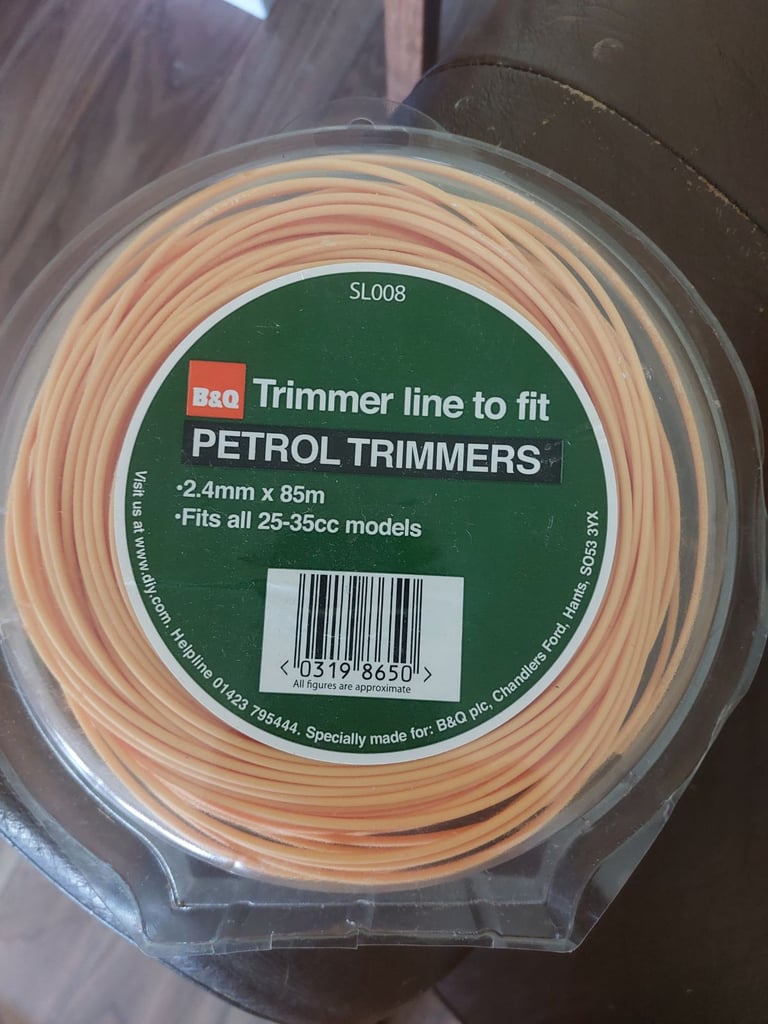 SL008
B&Q
Trimmer line to fit
PETROL TRIMMERS
•2.4mm x 85m
•Fits all 25-35cc models
<0319 8650>
All figures are approximate
Visit us at www.diy.com. Helpline 01423 795444. Specially made for: B&Q plc, Chandlers Ford, Hants, SO53 3YX